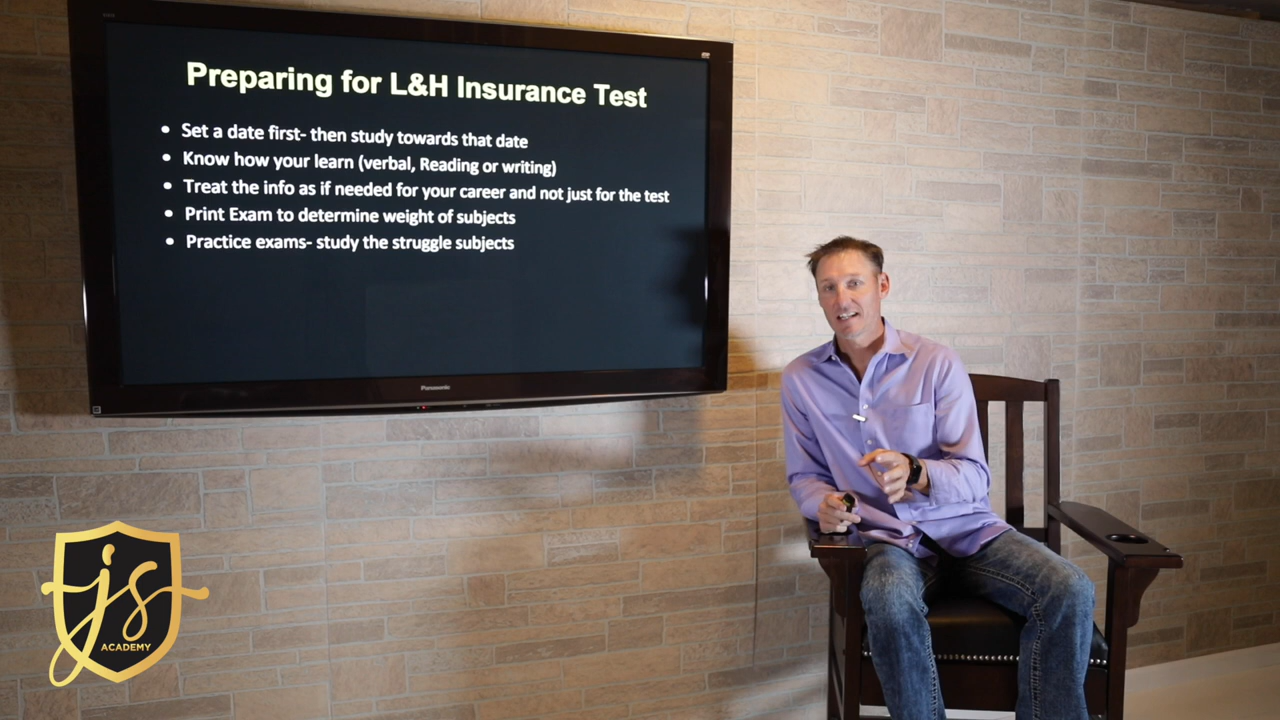 Preparing for L&H Insurance Test
• Set a date first- then study towards that date
• Know how your learn (verbal, Reading or writing)
• Treat the info as if needed for your career and not just for the test
• Print Exam to determine weight of subjects
• Practice exams- study the struggle subjects
Panasonic
js
ACADEMY